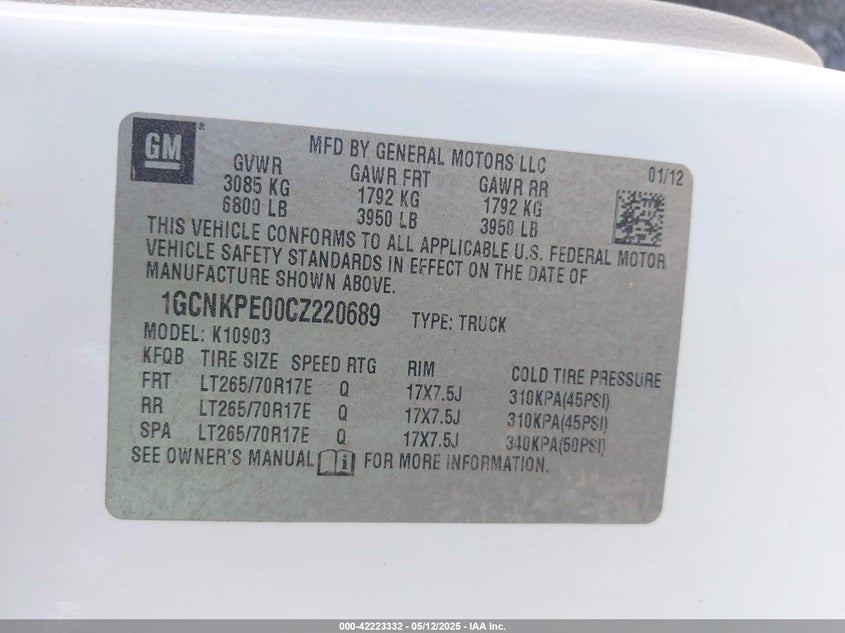 GM®
MFD BY GENERAL MOTORS LLC
01/12
GVWR GAWR FRT GAWR RR
3085 KG 1792 KG 1792 KG
6800 LB 3950 LB 3950 LB
THIS VEHICLE CONFORMS TO ALL APPLICABLE U.S. FEDERAL MOTOR
VEHICLE SAFETY STANDARDS IN EFFECT ON THE DATE OF
MANUFACTURE SHOWN ABOVE.
1GCNKPE00CZ220689 TYPE: TRUCK
MODEL: K10903
KFQB TIRE SIZE SPEED RTG RIM COLD TIRE PRESSURE
FRT LT265/70R17E Q 17X7.5J 310KPA(45PSI)
RR LT265/70R17E Q 17X7.5J 310KPA(45PSI)
SPA LT265/70R17E Q 17X7.5J 340KPA(50PSI)
SEE OWNER'S MANUAL FOR MORE INFORMATION.
000-42223332 - 05/12/2025 - IAA Inc.